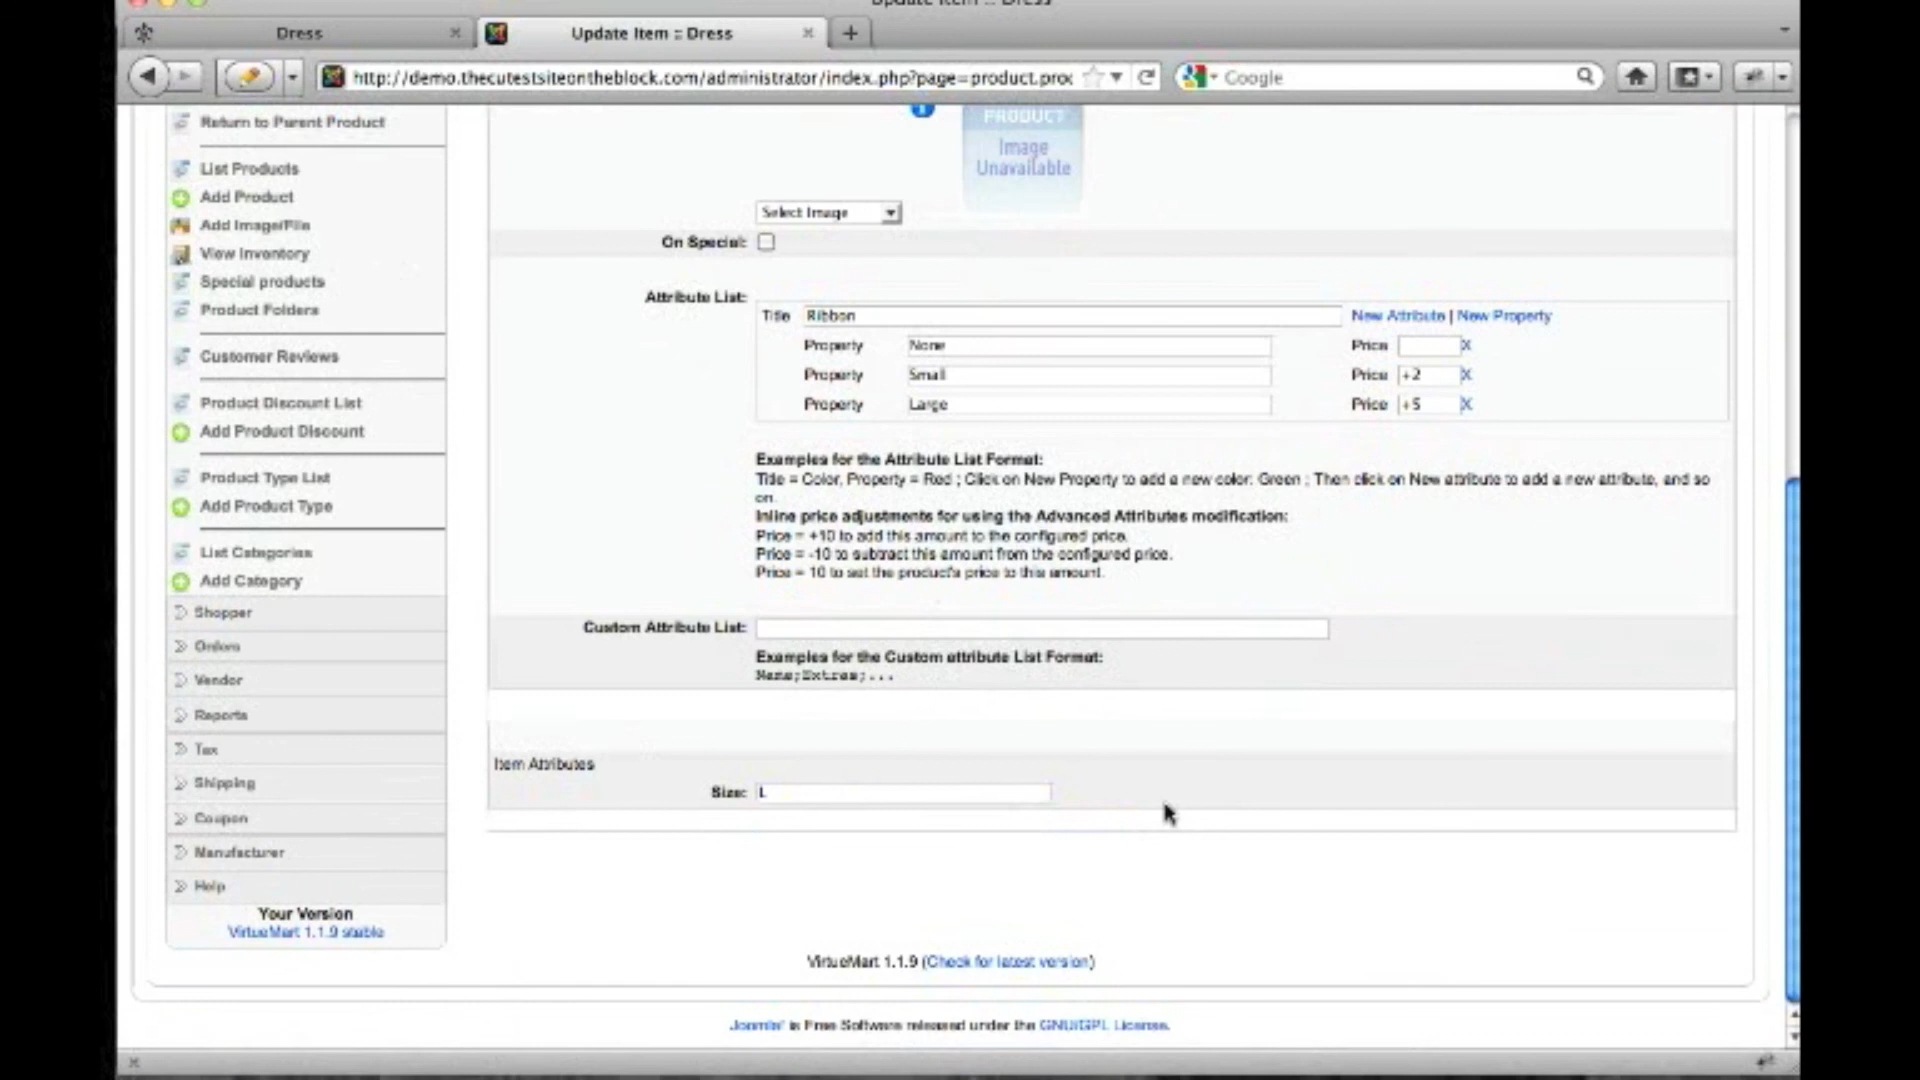 Update Item :: Dress
Dress
Update Item :: Dress
http://demo.thecutestsiteontheblock.com/administrator/index.php?page=product.proc
Google
Return to Parent Product
List Products
Add Product
Add Image/File
View Inventory
Special products
Product Folders
Customer Reviews
Product Discount List
Add Product Discount
Product Type List
Add Product Type
List Categories
Add Category
Shopper
Orders
Vendor
Reports
Tax
Shipping
Coupon
Manufacturer
Help
Your Version
VirtueMart 1.1.9 stable
PRODUCT
Image
Unavailable
Select Image
On Special:
Attribute List:
Title Ribbon New Attribute | New Property
Property None Price X
Property Small Price +2 X
Property Large Price +5 X
Examples for the Attribute List Format:
Title = Color, Property = Red ; Click on New Property to add a new color: Green ; Then click on New attribute to add a new attribute, and so
on.
Inline price adjustments for using the Advanced Attributes modification:
Price = +10 to add this amount to the configured price.
Price = -10 to subtract this amount from the configured price.
Price = 10 to set the product's price to this amount.
Custom Attribute List:
Examples for the Custom attribute List Format:
Name;Extras;...
Item Attributes
Size: L
VirtueMart 1.1.9 (Check for latest version)
Joomla! is Free Software released under the GNU/GPL License.